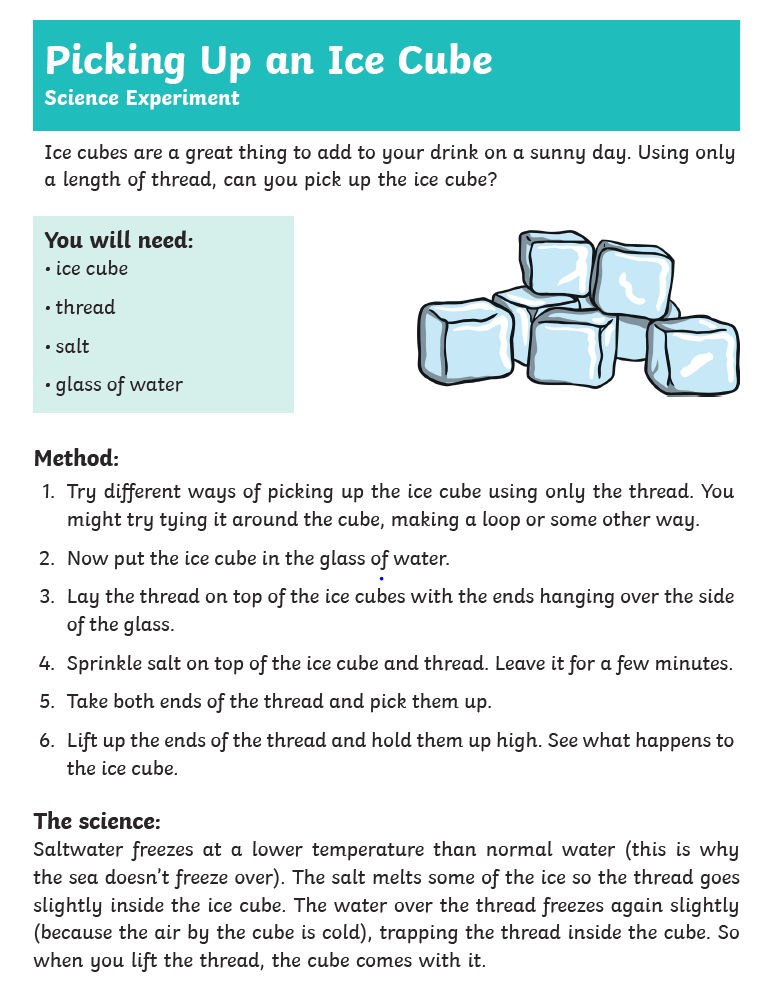 Picking Up an Ice Cube
Science Experiment
Ice cubes are a great thing to add to your drink on a sunny day. Using only
a length of thread, can you pick up the ice cube?
You will need:
• ice cube
• thread
• salt
• glass of water
Method:
1. Try different ways of picking up the ice cube using only the thread. You
might try tying it around the cube, making a loop or some other way.
2. Now put the ice cube in the glass of water.
3. Lay the thread on top of the ice cubes with the ends hanging over the side
of the glass.
4. Sprinkle salt on top of the ice cube and thread. Leave it for a few minutes.
5. Take both ends of the thread and pick them up.
6. Lift up the ends of the thread and hold them up high. See what happens to
the ice cube.
The science:
Saltwater freezes at a lower temperature than normal water (this is why
the sea doesn’t freeze over). The salt melts some of the ice so the thread goes
slightly inside the ice cube. The water over the thread freezes again slightly
(because the air by the cube is cold), trapping the thread inside the cube. So
when you lift the thread, the cube comes with it.